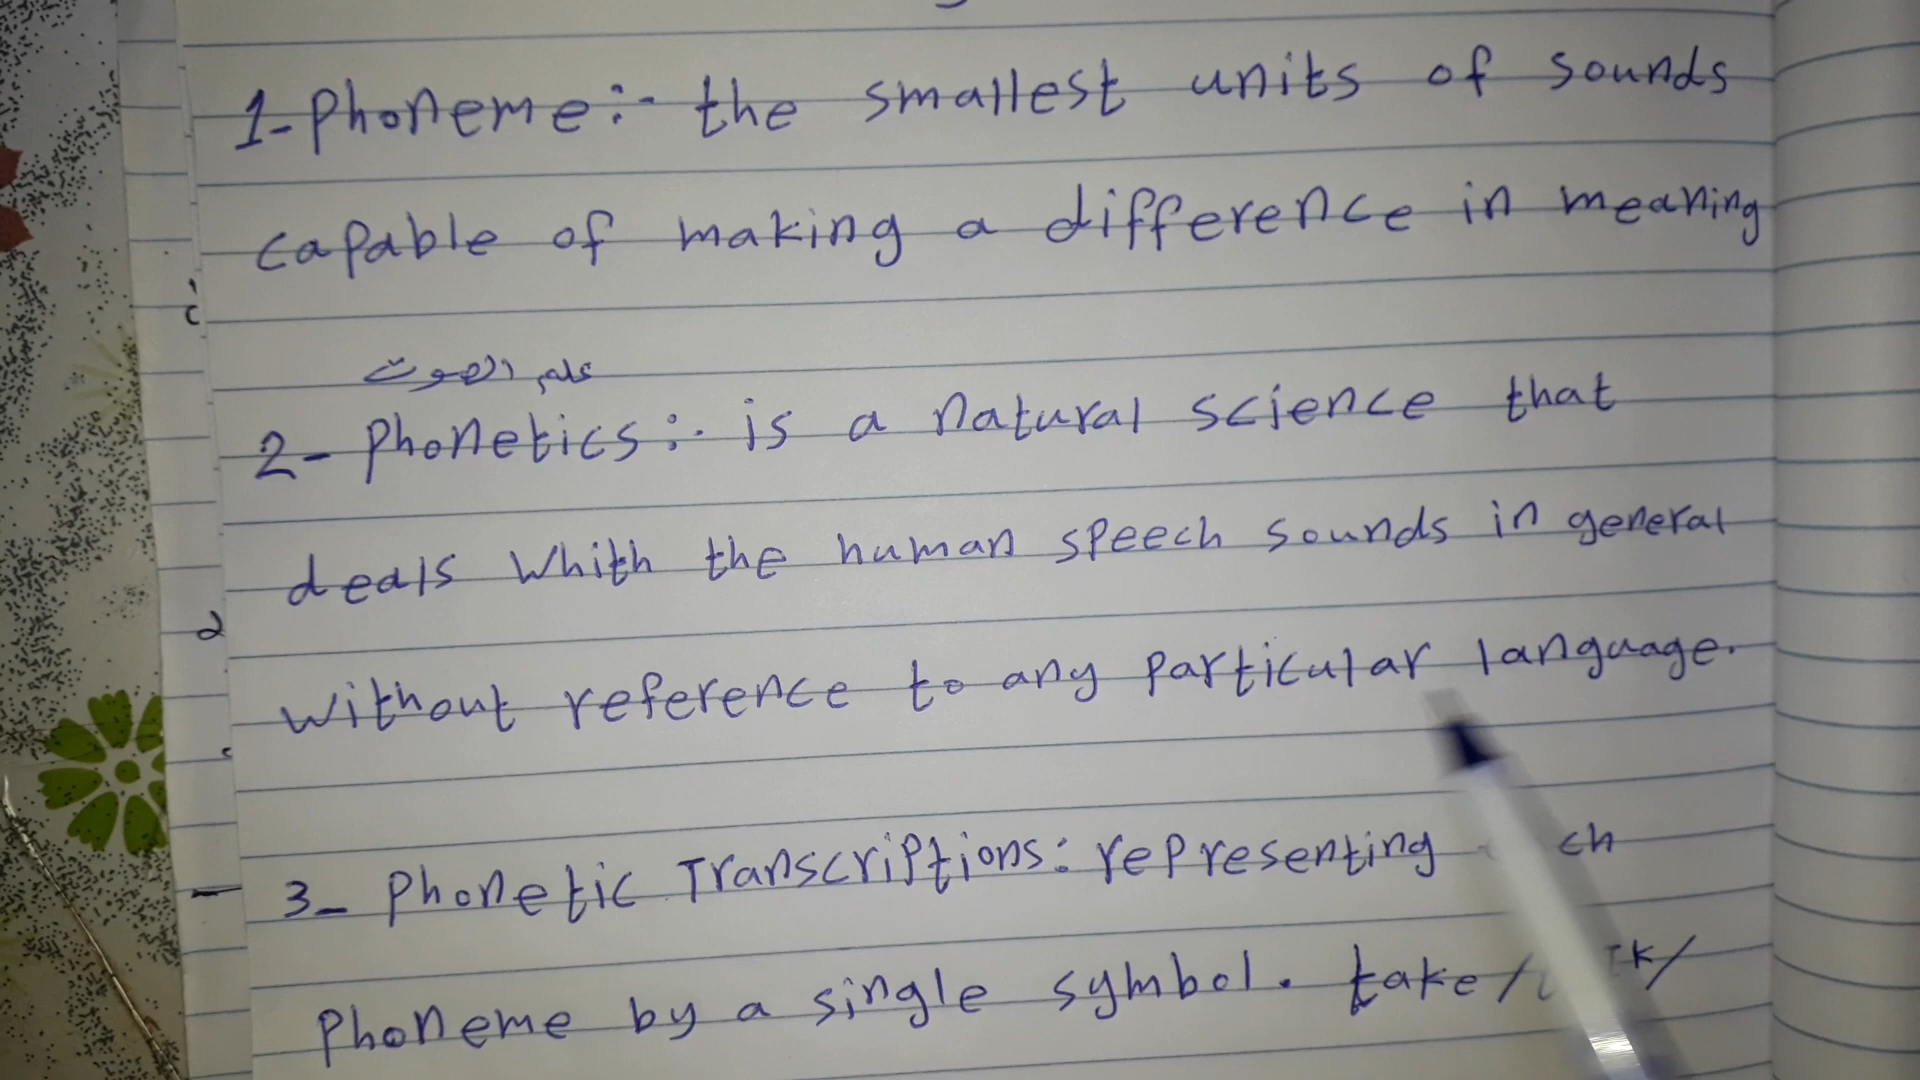 1- Phoneme:- the smallest units of sounds
capable of making a difference in meaning
علم الصوت
2- Phonetics:- is a natural science that
deals Whith the human speech sounds in general
without reference to any particular language.
3- Phonetic Transcriptions: representing
Phoneme by a single symbol. take